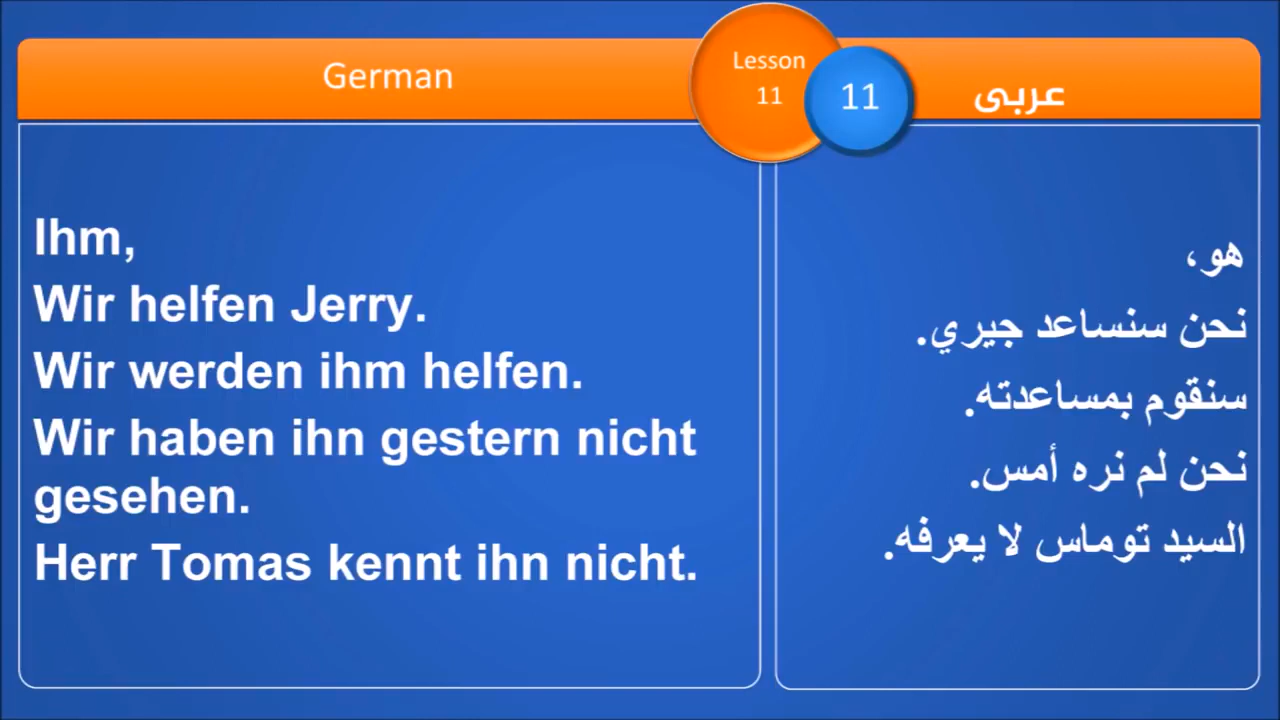 German
Lesson
11
11
عربى
Ihm,
Wir helfen Jerry.
Wir werden ihm helfen.
Wir haben ihn gestern nicht
gesehen.
Herr Tomas kennt ihn nicht.
هو،
نحن سنساعد جيري.
سنقوم بمساعدته.
نحن لم نره أمس.
السيد توماس لا يعرفه.